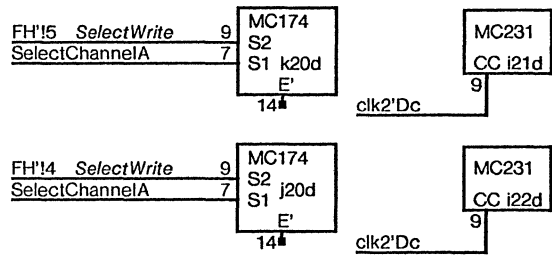 FH'!5 SelectWrite 9 MC174 MC231
S2
SelectChannelA 7 S1 k20d CC i21d
E' 9
14 clk2'Dc
FH'!4 SelectWrite 9 MC174 MC231
S2
SelectChannelA 7 S1 j20d CC i22d
E' 9
14 clk2'Dc